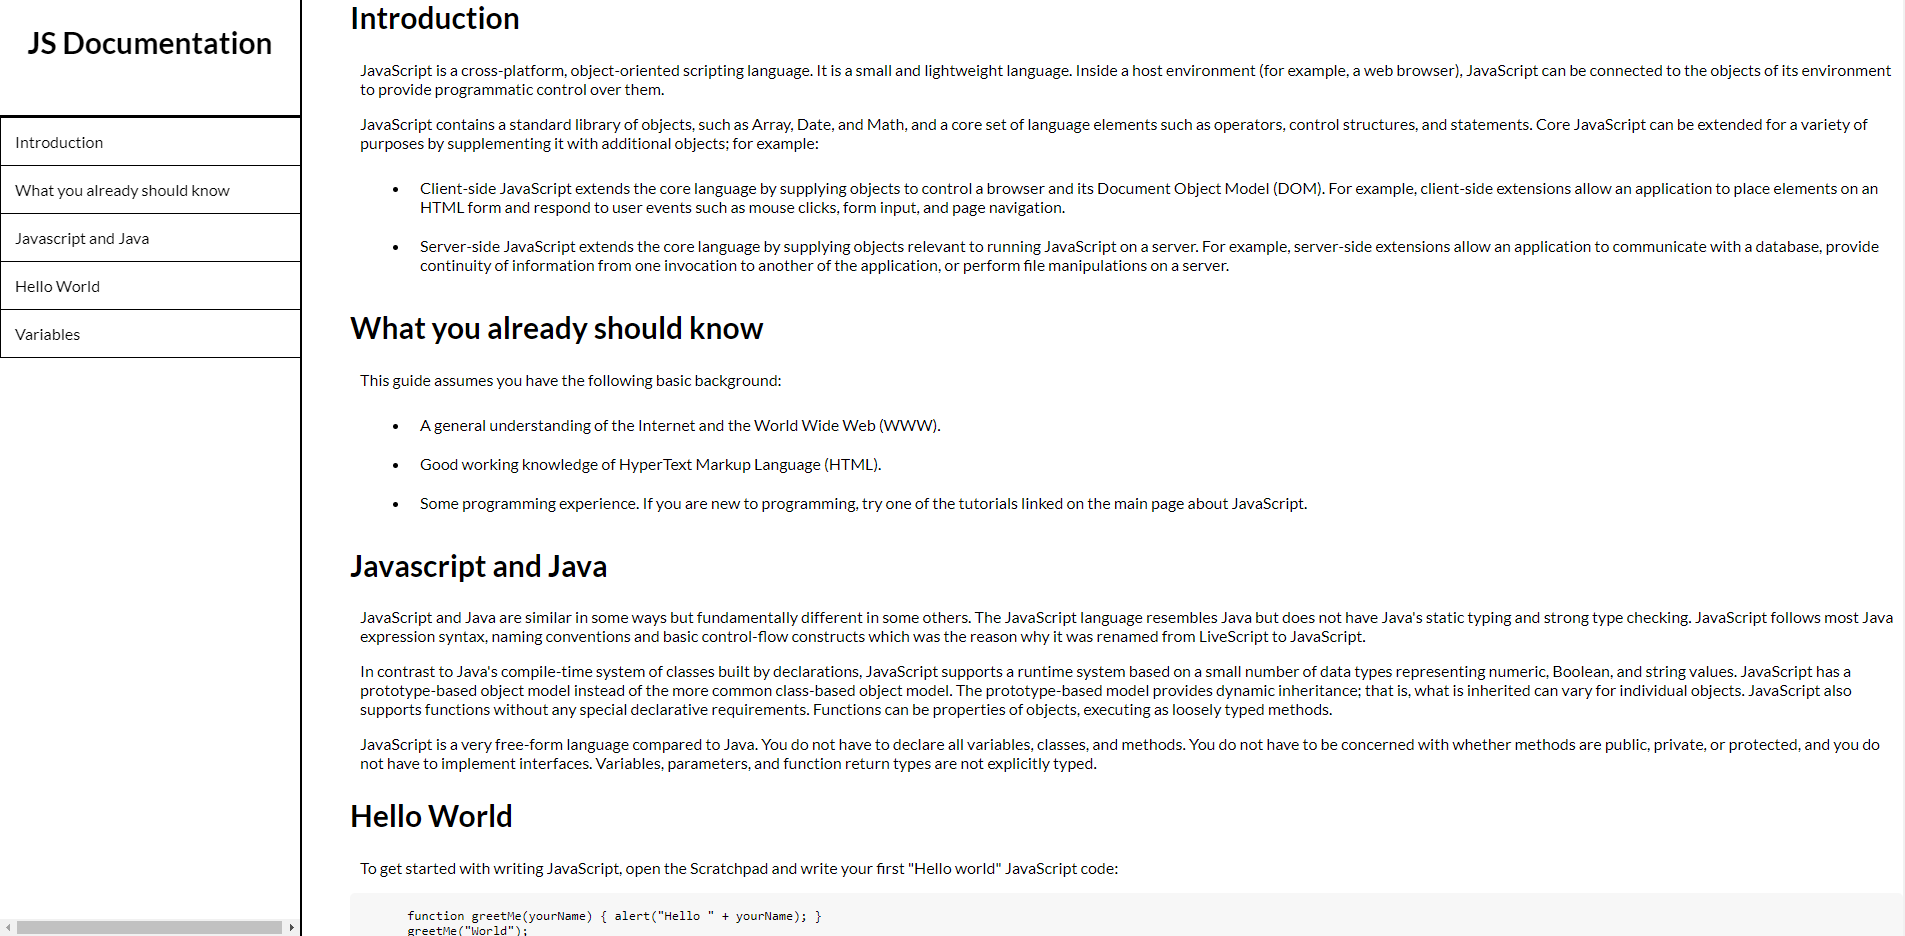 JS Documentation
Introduction
What you already should know
Javascript and Java
Hello World
Variables
Introduction
JavaScript is a cross-platform, object-oriented scripting language. It is a small and lightweight language. Inside a host environment (for example, a web browser), JavaScript can be connected to the objects of its environment
to provide programmatic control over them.
JavaScript contains a standard library of objects, such as Array, Date, and Math, and a core set of language elements such as operators, control structures, and statements. Core JavaScript can be extended for a variety of
purposes by supplementing it with additional objects; for example:
• Client-side JavaScript extends the core language by supplying objects to control a browser and its Document Object Model (DOM). For example, client-side extensions allow an application to place elements on an
HTML form and respond to user events such as mouse clicks, form input, and page navigation.
• Server-side JavaScript extends the core language by supplying objects relevant to running JavaScript on a server. For example, server-side extensions allow an application to communicate with a database, provide
continuity of information from one invocation to another of the application, or perform file manipulations on a server.
What you already should know
This guide assumes you have the following basic background:
• A general understanding of the Internet and the World Wide Web (WWW).
• Good working knowledge of HyperText Markup Language (HTML).
• Some programming experience. If you are new to programming, try one of the tutorials linked on the main page about JavaScript.
Javascript and Java
JavaScript and Java are similar in some ways but fundamentally different in some others. The JavaScript language resembles Java but does not have Java's static typing and strong type checking. JavaScript follows most Java
expression syntax, naming conventions and basic control-flow constructs which was the reason why it was renamed from LiveScript to JavaScript.
In contrast to Java's compile-time system of classes built by declarations, JavaScript supports a runtime system based on a small number of data types representing numeric, Boolean, and string values. JavaScript has a
prototype-based object model instead of the more common class-based object model. The prototype-based model provides dynamic inheritance; that is, what is inherited can vary for individual objects. JavaScript also
supports functions without any special declarative requirements. Functions can be properties of objects, executing as loosely typed methods.
JavaScript is a very free-form language compared to Java. You do not have to declare all variables, classes, and methods. You do not have to be concerned with whether methods are public, private, or protected, and you do
not have to implement interfaces. Variables, parameters, and function return types are not explicitly typed.
Hello World
To get started with writing JavaScript, open the Scratchpad and write your first "Hello world" JavaScript code:
function greetMe(yourName) { alert("Hello " + yourName); }
greetMe("World");